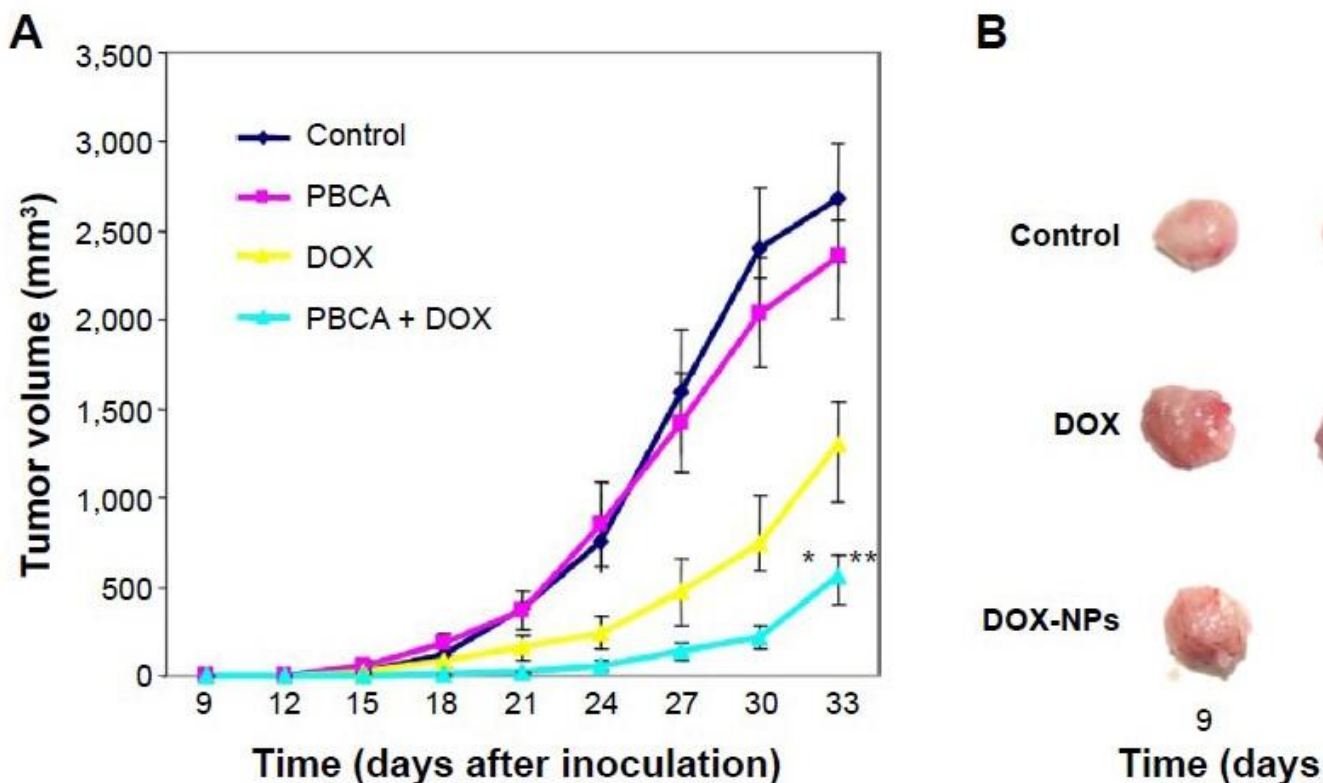 A
3,500
3,000
2,500
2,000
1,500
1,000
500
0
Tumor volume (mm³)
Control
PBCA
DOX
PBCA + DOX
* **
9 12 15 18 21 24 27 30 33
Time (days after inoculation)
B
Control
DOX
DOX-NPs
9
Time (days